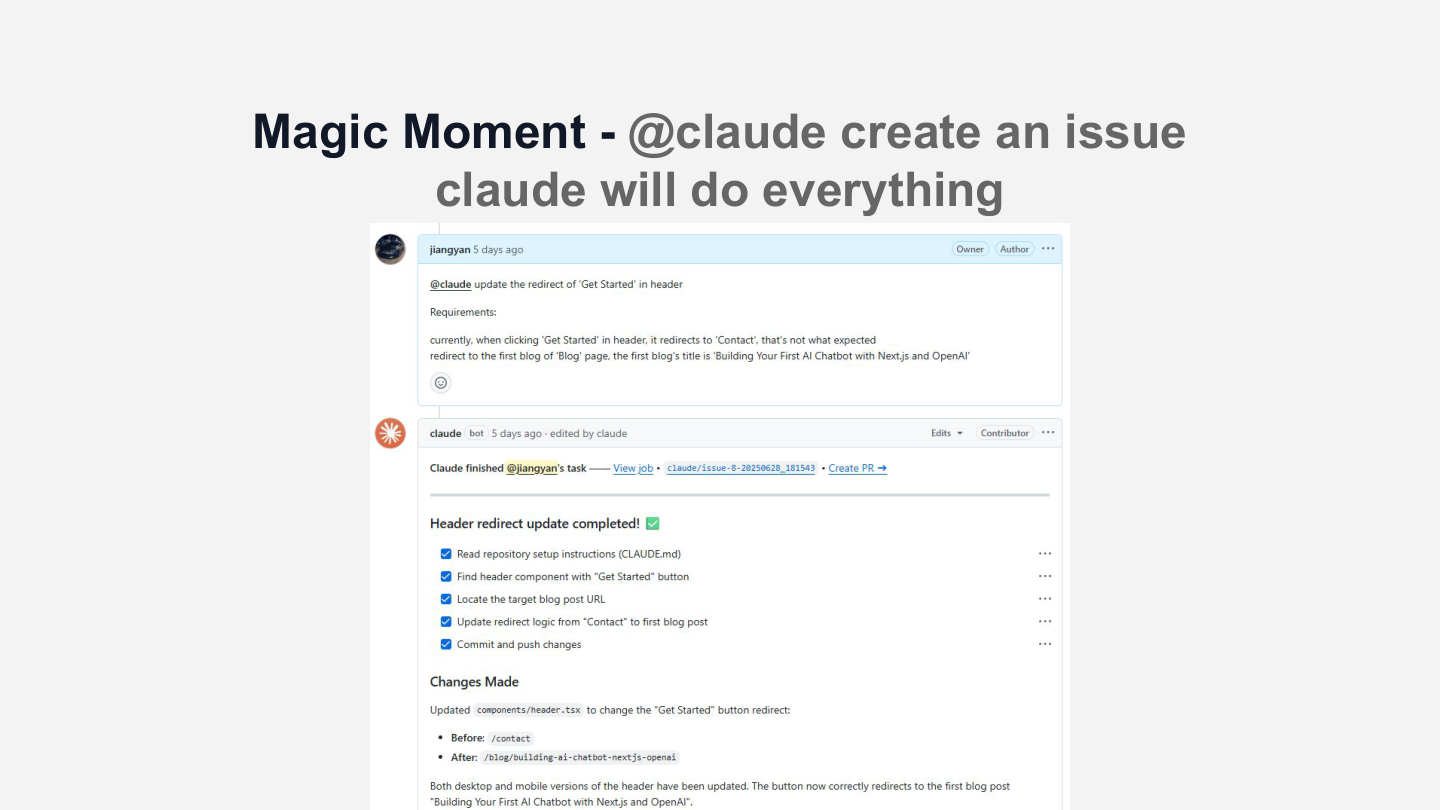 Magic Moment - @claude create an issue
claude will do everything
jiangyan 5 days ago Owner Author
@claude update the redirect of 'Get Started' in header
Requirements:
currently, when clicking 'Get Started' in header, it redirects to 'Contact', that's not what expected
redirect to the first blog of 'Blog' page, the first blog's title is 'Building Your First AI Chatbot with Next.js and OpenAI'
claude bot 5 days ago · edited by claude Edits Contributor
Claude finished @jiangyan's task —— View job • claude/issue-8-20250628_181543 • Create PR ➔
Header redirect update completed! ✅
Read repository setup instructions (CLAUDE.md)
Find header component with "Get Started" button
Locate the target blog post URL
Update redirect logic from "Contact" to first blog post
Commit and push changes
Changes Made
Updated components/header.tsx to change the "Get Started" button redirect:
• Before: /contact
• After: /blog/building-ai-chatbot-nextjs-openai
Both desktop and mobile versions of the header have been updated. The button now correctly redirects to the first blog post
"Building Your First AI Chatbot with Next.js and OpenAI".